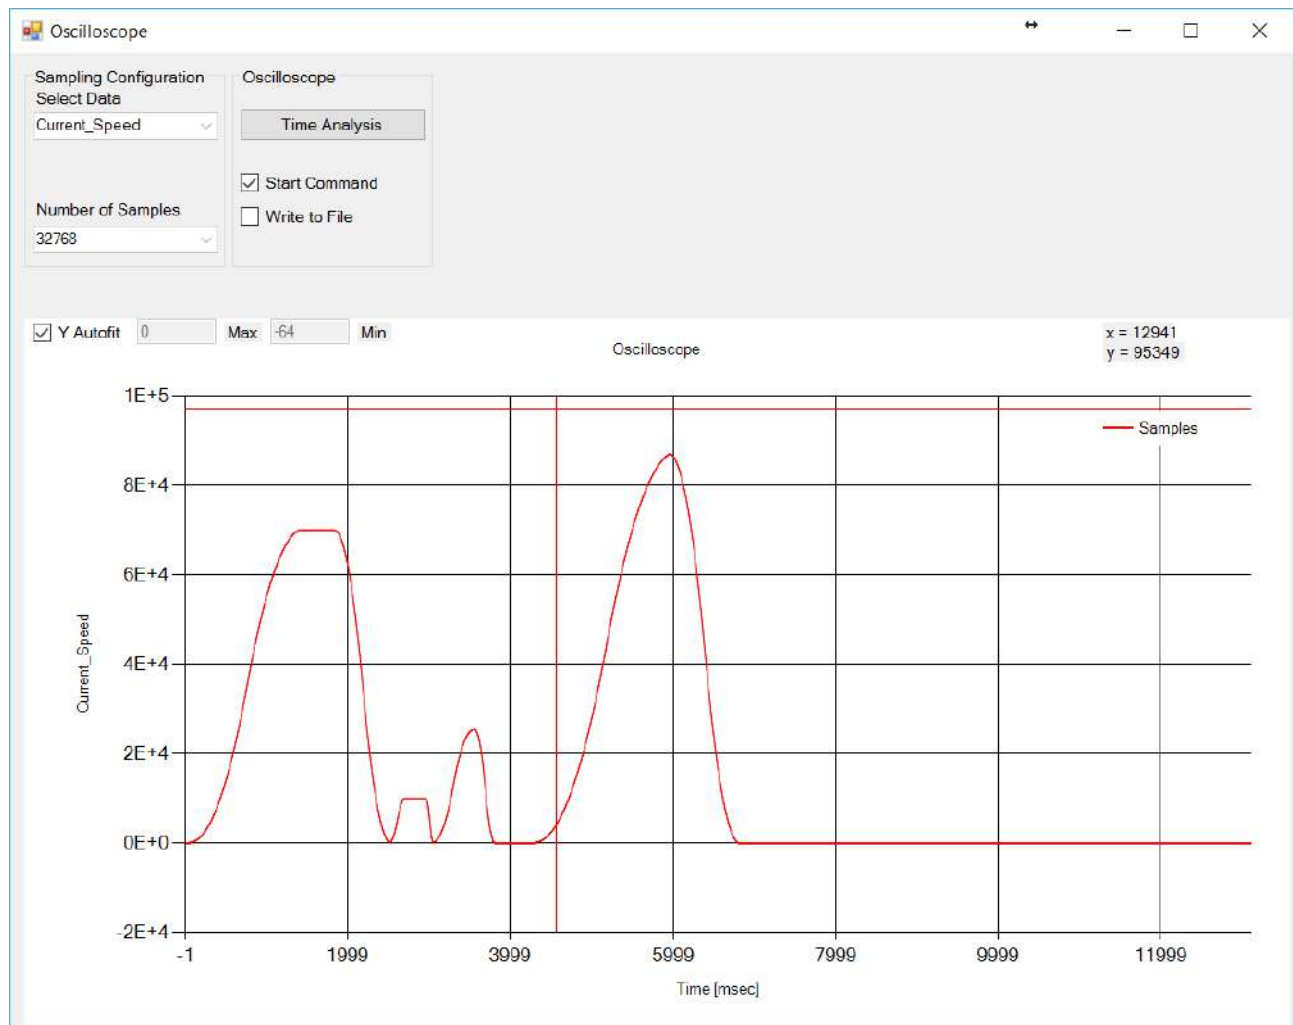 Oscilloscope
Sampling Configuration
Select Data
Current_Speed
Number of Samples
32768
Oscilloscope
Time Analysis
Start Command
Write to File
Y Autofit 0 Max -64 Min
x = 12941
y = 95349
Oscilloscope
Samples
1E+5
8E+4
6E+4
4E+4
2E+4
0E+0
-2E+4
Current_Speed
-1 1999 3999 5999 7999 9999 11999
Time [msec]